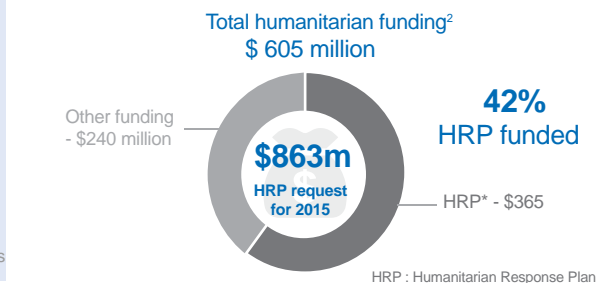 Total humanitarian funding2
$ 605 million
42%
HRP funded
Other funding
- $240 million
$863m
HRP request
for 2015
HRP* - $365
s
HRP : Humanitarian Response Plan